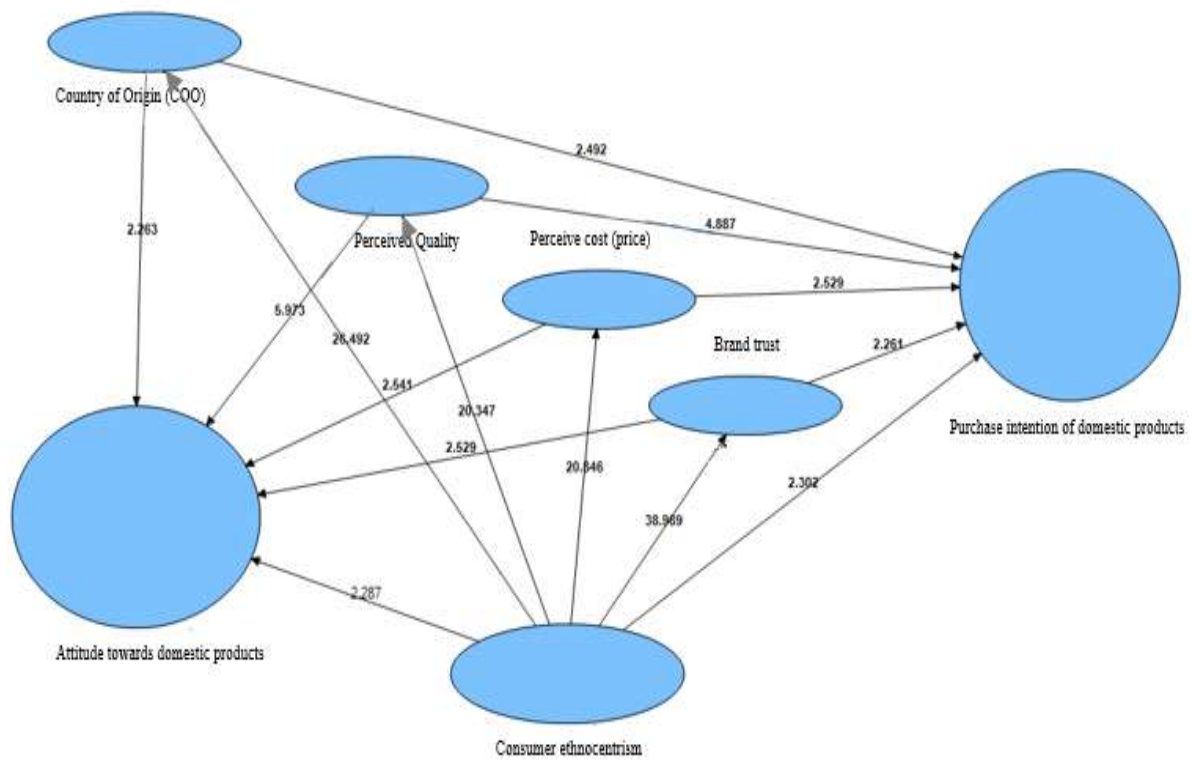 Country of Origin (COO)
2.492
2.263
Perceived Quality
4.887
Perceive cost (price)
2.529
5.973
26.492
Brand trust
2.261
2.541
20.347
2.529
20.846
Purchase intention of domestic products
2.302
38.989
2.287
Attitude towards domestic products
Consumer ethnocentrism